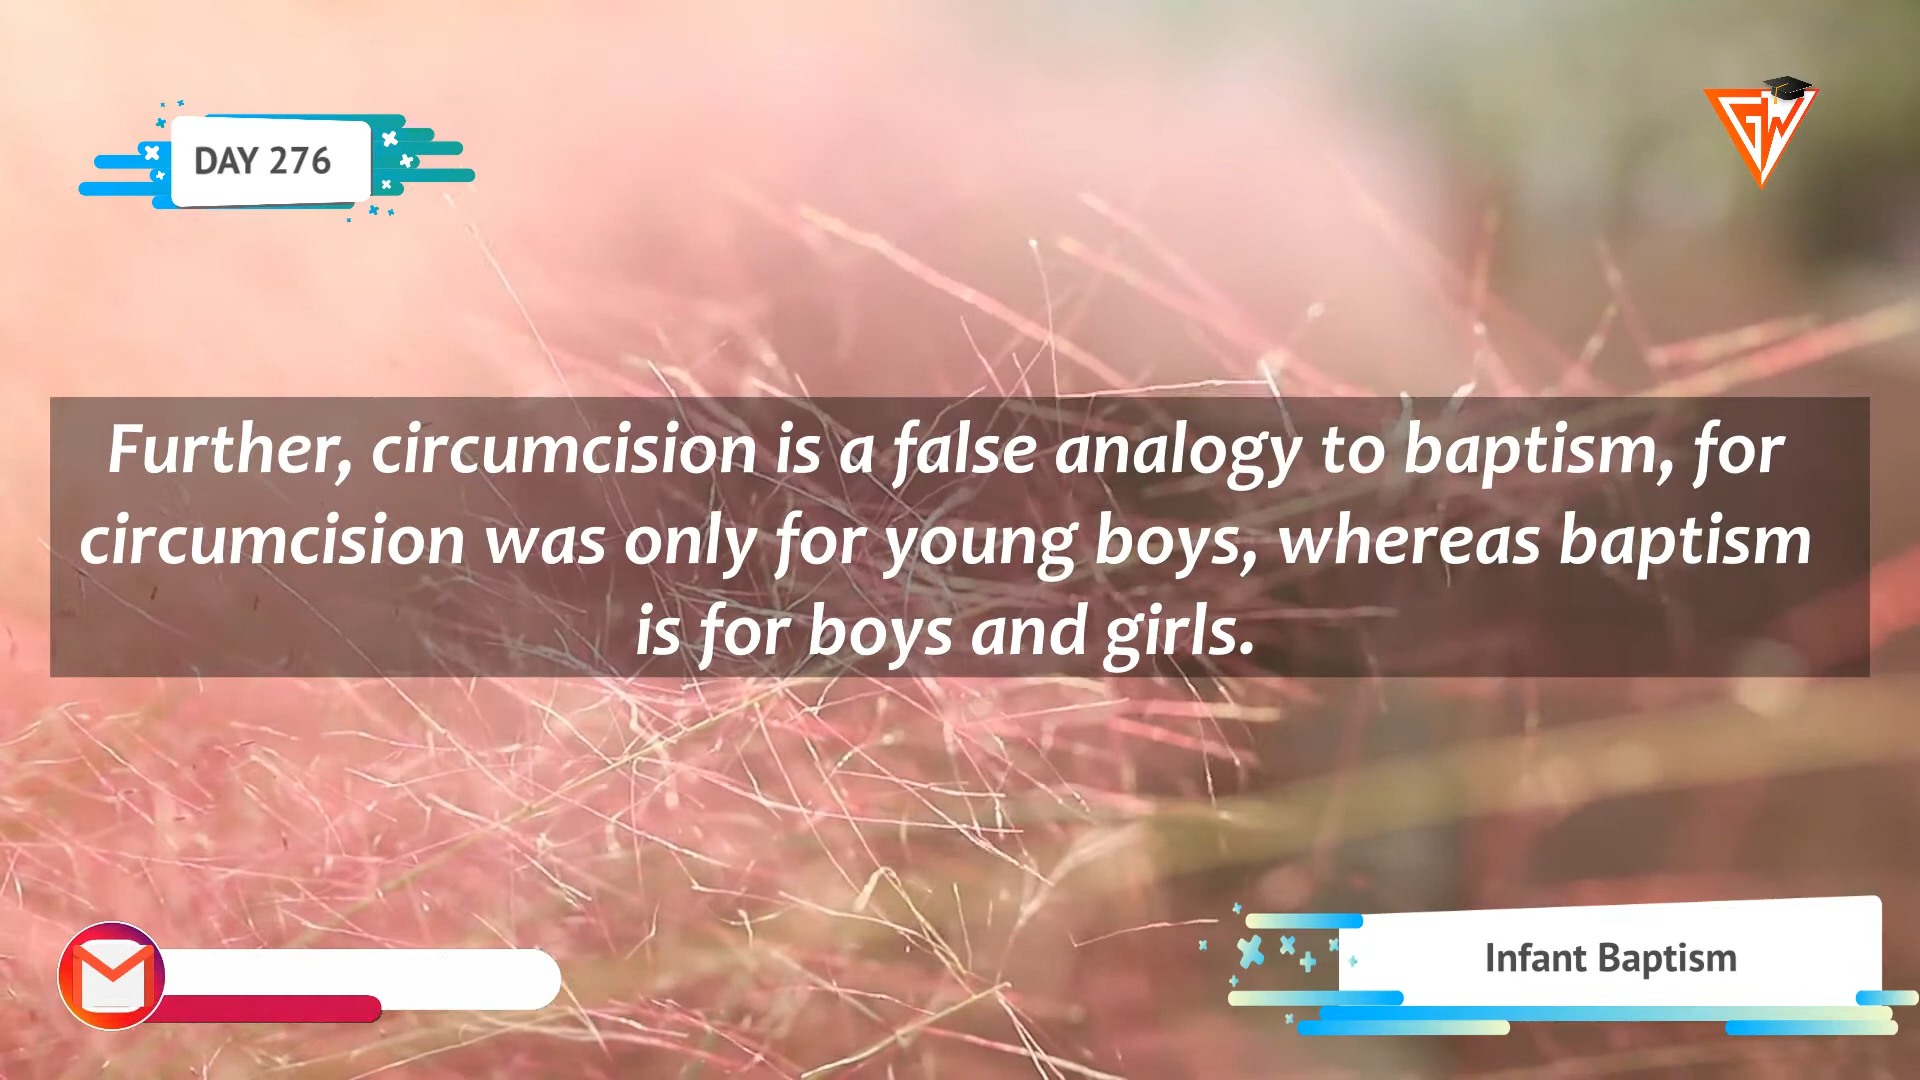 DAY 276
GW
Further, circumcision is a false analogy to baptism, for
circumcision was only for young boys, whereas baptism
is for boys and girls.
Infant Baptism